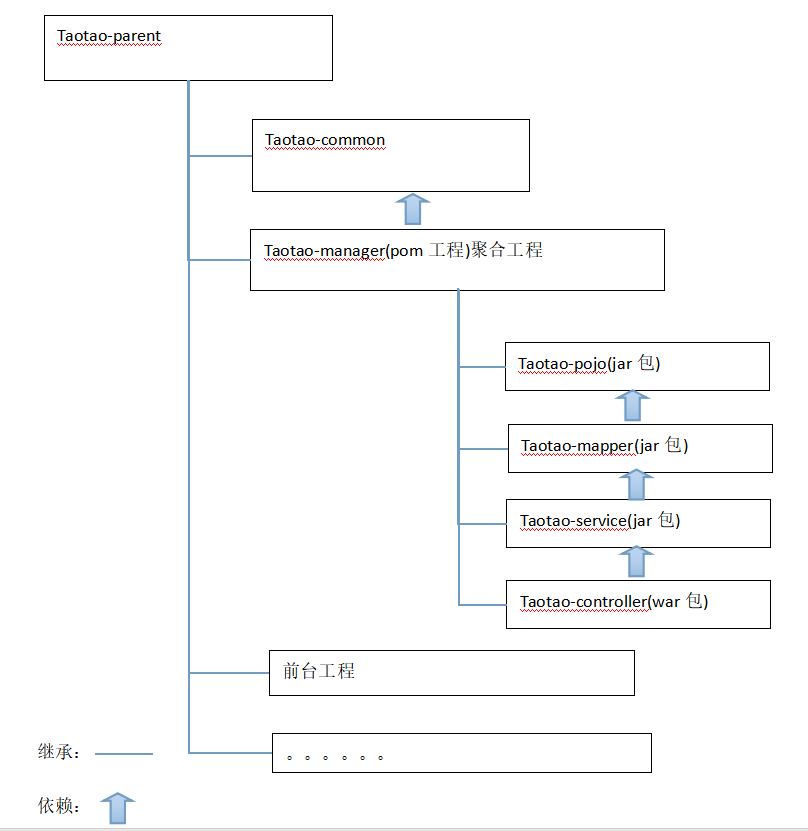 Taotao-parent
Taotao-common
Taotao-manager(pom 工程)聚合工程
Taotao-pojo(jar 包)
Taotao-mapper(jar 包)
Taotao-service(jar 包)
Taotao-controller(war 包)
前台工程
。。。。。。
继承：
依赖：